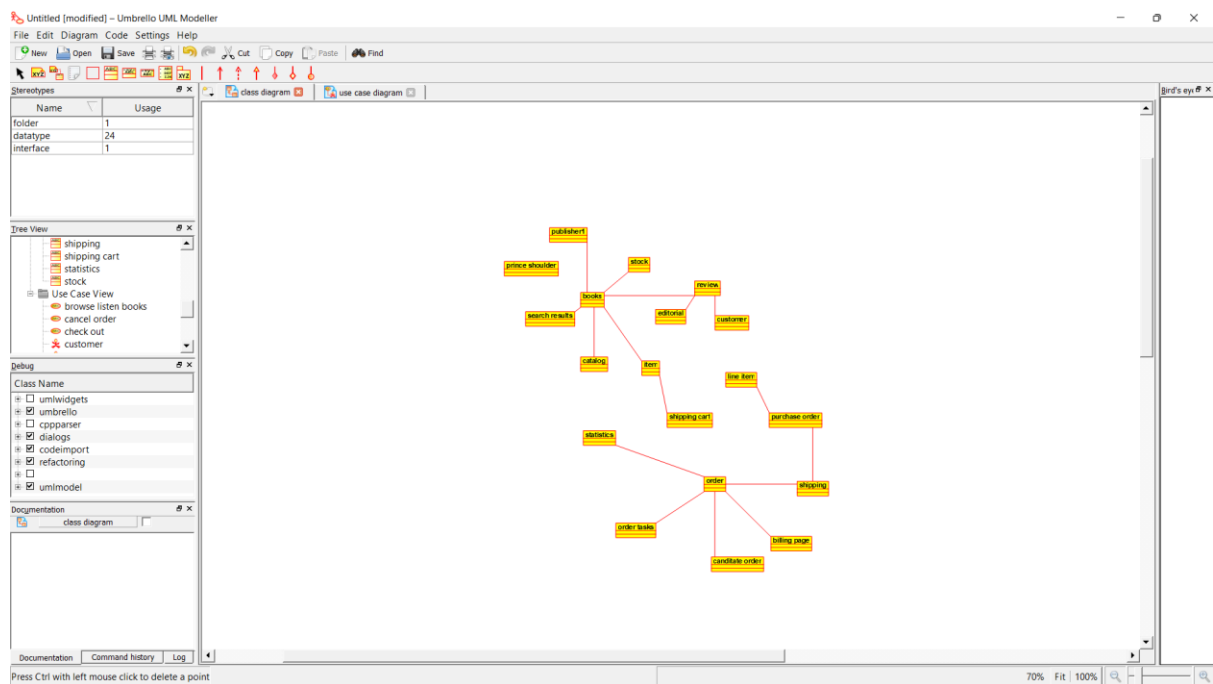 Untitled [modified] – Umbrello UML Modeller
File Edit Diagram Code Settings Help
New Open Save Cut Copy Paste Find
Stereotypes
Name Usage
folder 1
datatype 24
interface 1
Tree View
shipping
shipping cart
statistics
stock
Use Case View
browse listen books
cancel order
check out
customer
Debug
Class Name
umlwidgets
umbrello
cppparser
dialogs
codeimport
refactoring
umlmodel
Documentation
class diagram
Documentation Command history Log
Press Ctrl with left mouse click to delete a point
class diagram use case diagram
publisher1
prince shoulder
stock
review
books
search results
editorial
customer
catalog
line
shipping cart
purchase order
statistics
order
shipping
order tasks
billing page
canditate order
Bird's eye
70% Fit 100%